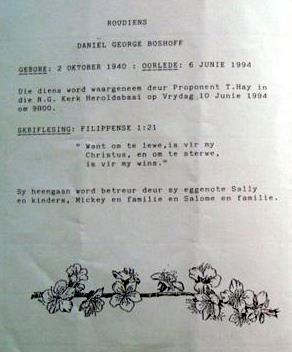 ROUDIENS
DANIËL GEORGE BOSHOFF
GEBORE: 2 OKTOBER 1940 : OORLEDE: 6 JUNIE 1994
Die diens word waargeneem deur Proponent T.Hay
in die N.G. Kerk Heroldsbaai op Vrydag 10 Junie 1994
om 9H00.
SKRIFLESING: FILIPPENSE 1:21
" Want om te lewe,is vir my
Christus, en om te sterwe,
is vir my wins."
Sy heengaan word betreur deur sy eggenote Sally
en kinders, Mickey en familie en Salome en familie.